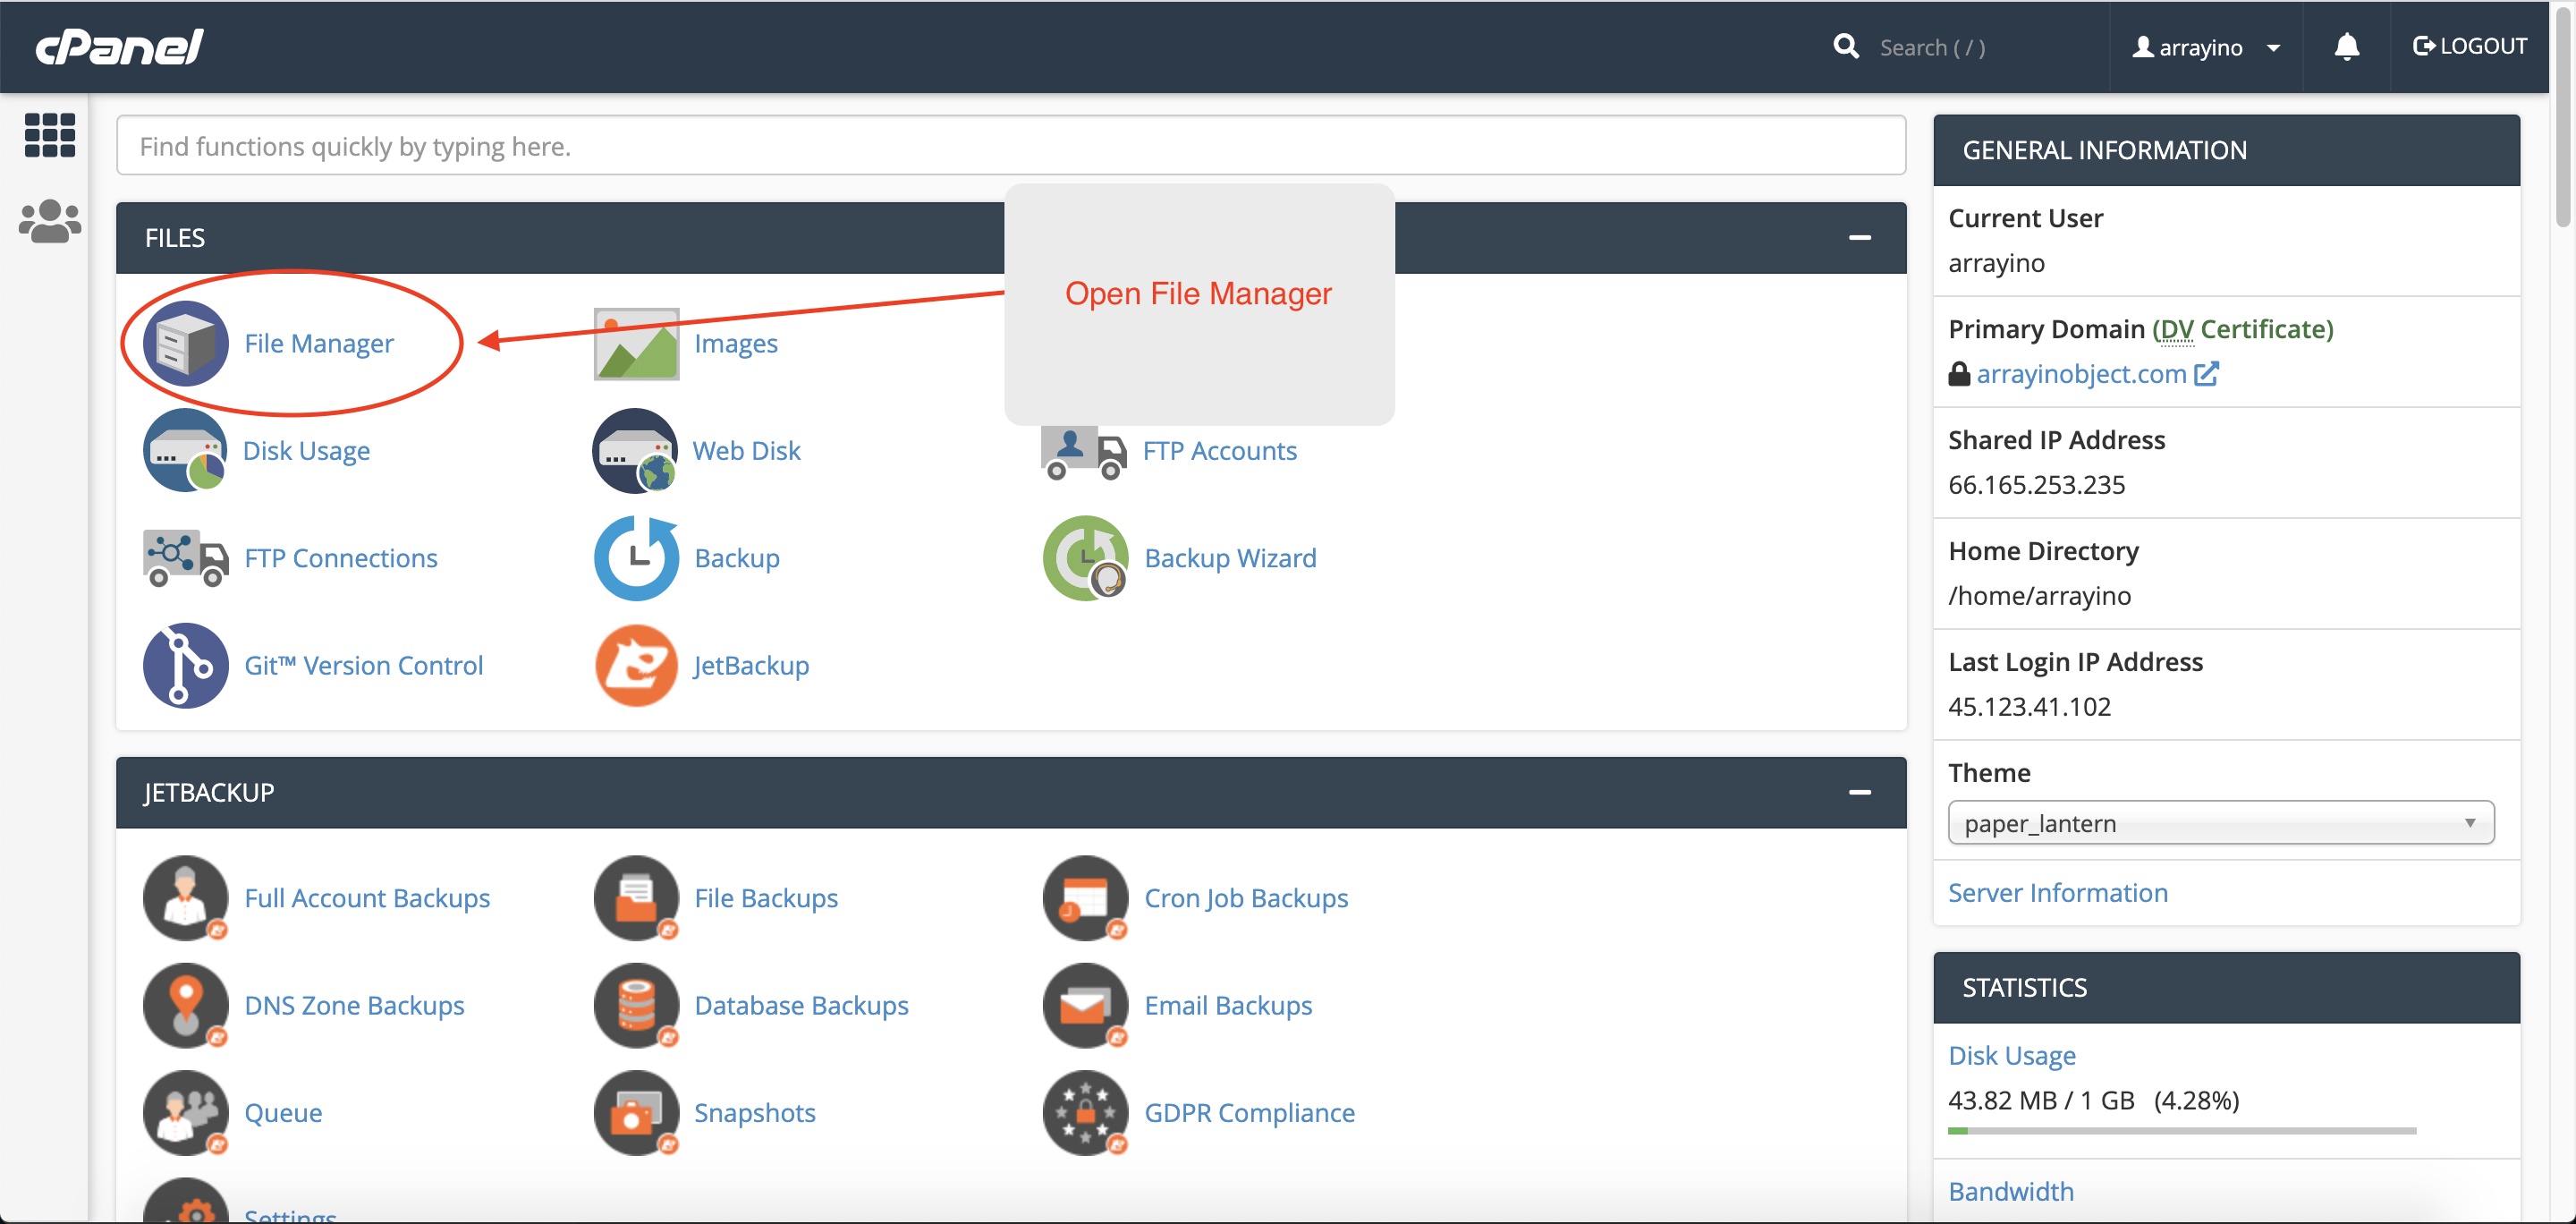 cPanel
Search ( / )
arrayino
LOGOUT
Find functions quickly by typing here.
FILES
Open File Manager
File Manager
Images
Disk Usage
Web Disk
FTP Accounts
FTP Connections
Backup
Backup Wizard
Git™ Version Control
JetBackup
JETBACKUP
Full Account Backups
File Backups
Cron Job Backups
DNS Zone Backups
Database Backups
Email Backups
Queue
Snapshots
GDPR Compliance
Settings
GENERAL INFORMATION
Current User
arrayino
Primary Domain (DV Certificate)
arrayinobject.com
Shared IP Address
66.165.253.235
Home Directory
/home/arrayino
Last Login IP Address
45.123.41.102
Theme
paper_lantern
Server Information
STATISTICS
Disk Usage
43.82 MB / 1 GB (4.28%)
Bandwidth